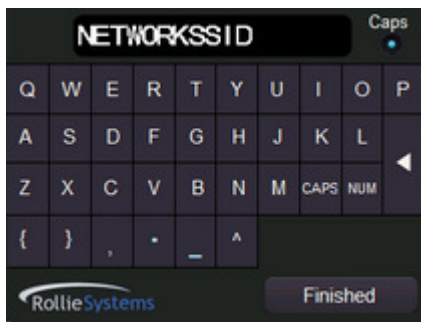 NETWORKSSID
Caps
Q W E R T Y U I O P
A S D F G H J K L
Z X C V B N M CAPS NUM
{ } , . _ ^
RollieSystems
Finished